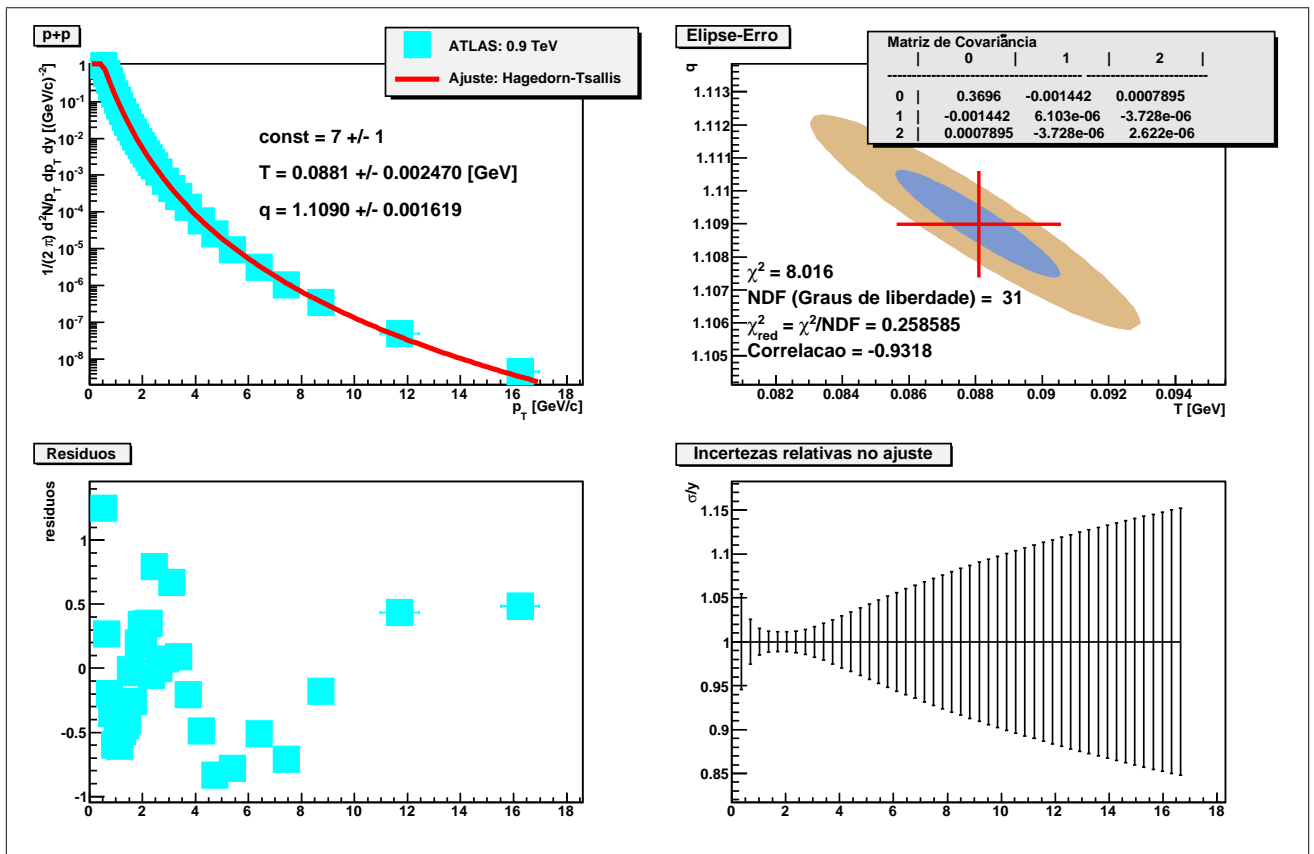 p+p
ATLAS: 0.9 TeV
Ajuste: Hagedorn-Tsallis
1/(2 π) d²N/p_T dp_T dy [(GeV/c)⁻²]
1
10⁻¹
10⁻²
10⁻³
10⁻⁴
10⁻⁵
10⁻⁶
10⁻⁷
10⁻⁸
const = 7 +/- 1
T = 0.0881 +/- 0.002470 [GeV]
q = 1.1090 +/- 0.001619
0 2 4 6 8 10 12 14 16 18
p_T [GeV/c]
Elipse-Erro
Matriz de Covariância
| 0 | 1 | 2 |
0 | 0.3696 -0.001442 0.0007895
1 | -0.001442 6.103e-06 -3.728e-06
2 | 0.0007895 -3.728e-06 2.622e-06
q
1.113
1.112
1.111
1.11
1.109
1.108
1.107
1.106
1.105
χ² = 8.016
NDF (Graus de liberdade) = 31
χ²_red = χ²/NDF = 0.258585
Correlacao = -0.9318
0.082 0.084 0.086 0.088 0.09 0.092 0.094
T [GeV]
Residuos
residuos
1
0.5
0
-0.5
-1
0 2 4 6 8 10 12 14 16 18
Incertezas relativas no ajuste
σ/y
1.15
1.1
1.05
1
0.95
0.9
0.85
0 2 4 6 8 10 12 14 16 18